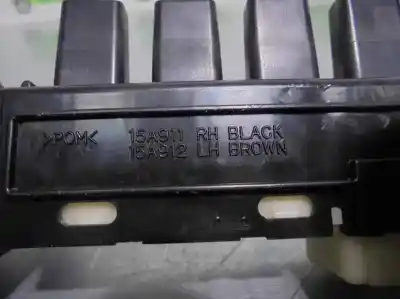 >POM< 15A911 RH BLACK
15A912 LH BROWN